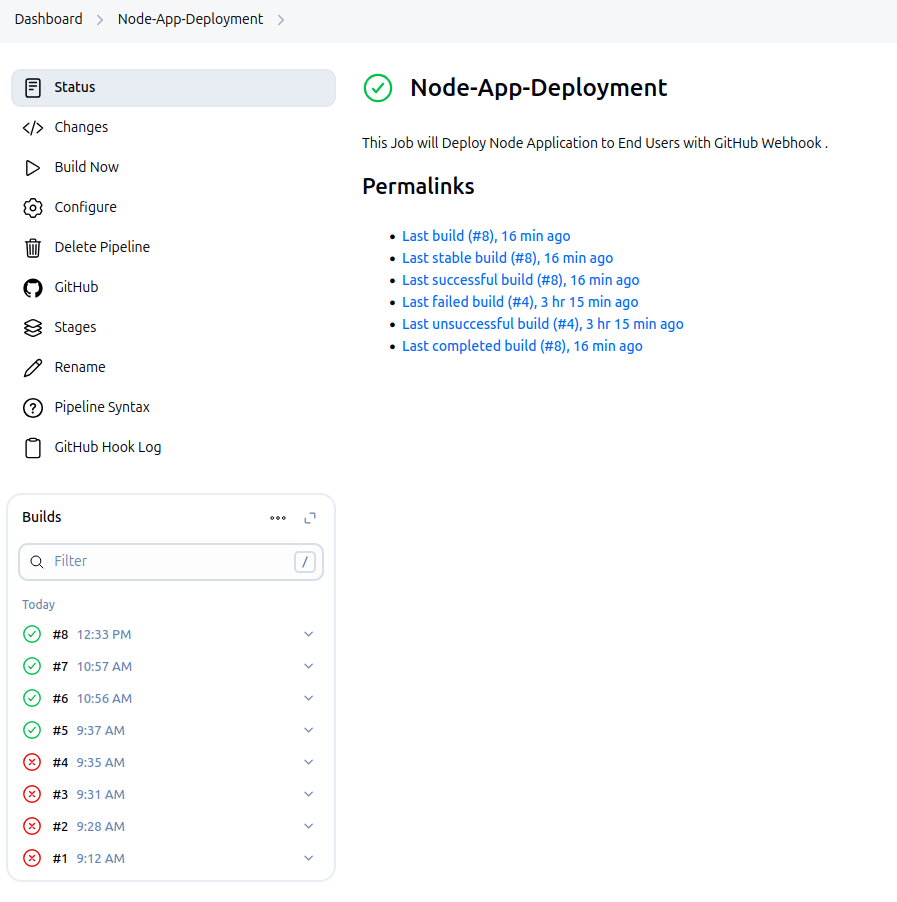 Dashboard > Node-App-Deployment >
Status
Changes
Build Now
Configure
Delete Pipeline
GitHub
Stages
Rename
Pipeline Syntax
GitHub Hook Log
Node-App-Deployment
This Job will Deploy Node Application to End Users with GitHub Webhook .
Permalinks
• Last build (#8), 16 min ago
• Last stable build (#8), 16 min ago
• Last successful build (#8), 16 min ago
• Last failed build (#4), 3 hr 15 min ago
• Last unsuccessful build (#4), 3 hr 15 min ago
• Last completed build (#8), 16 min ago
Builds
Filter /
Today
#8 12:33 PM
#7 10:57 AM
#6 10:56 AM
#5 9:37 AM
#4 9:35 AM
#3 9:31 AM
#2 9:28 AM
#1 9:12 AM